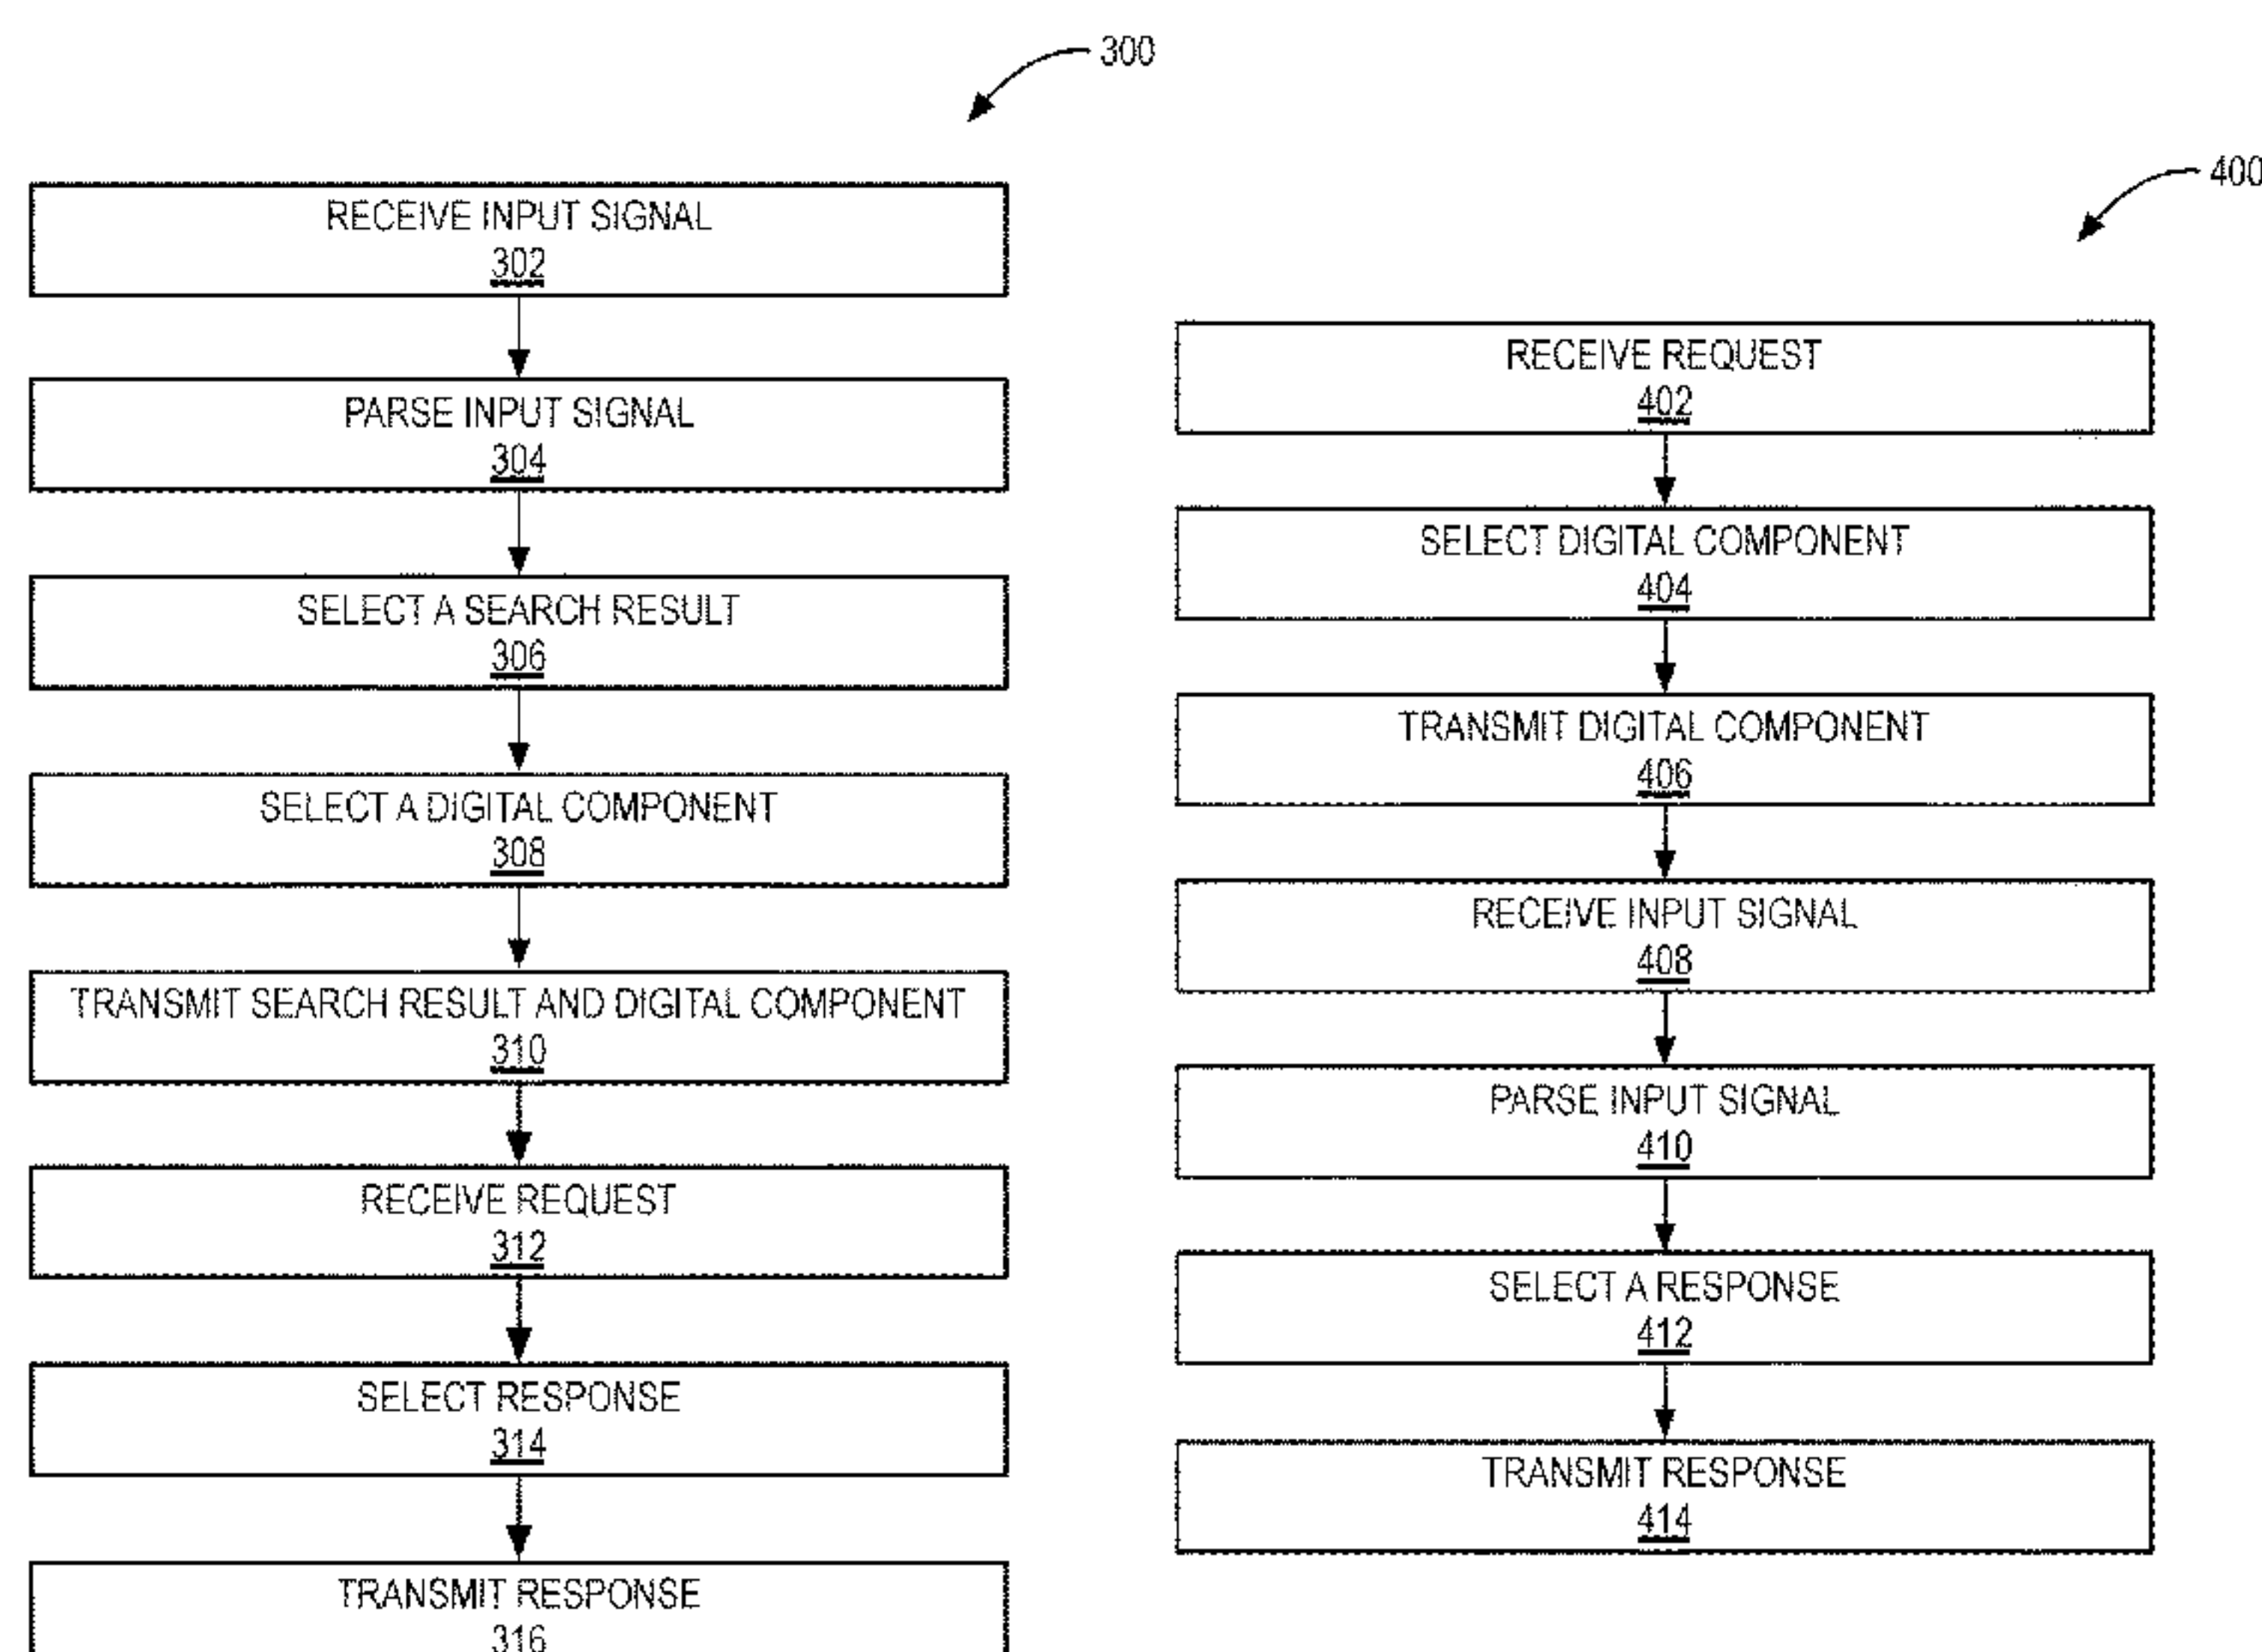 300
RECEIVE INPUT SIGNAL
302
PARSE INPUT SIGNAL
304
SELECT A SEARCH RESULT
306
SELECT A DIGITAL COMPONENT
308
TRANSMIT SEARCH RESULT AND DIGITAL COMPONENT
310
RECEIVE REQUEST
312
SELECT RESPONSE
314
TRANSMIT RESPONSE
316
400
RECEIVE REQUEST
402
SELECT DIGITAL COMPONENT
404
TRANSMIT DIGITAL COMPONENT
406
RECEIVE INPUT SIGNAL
408
PARSE INPUT SIGNAL
410
SELECT A RESPONSE
412
TRANSMIT RESPONSE
414